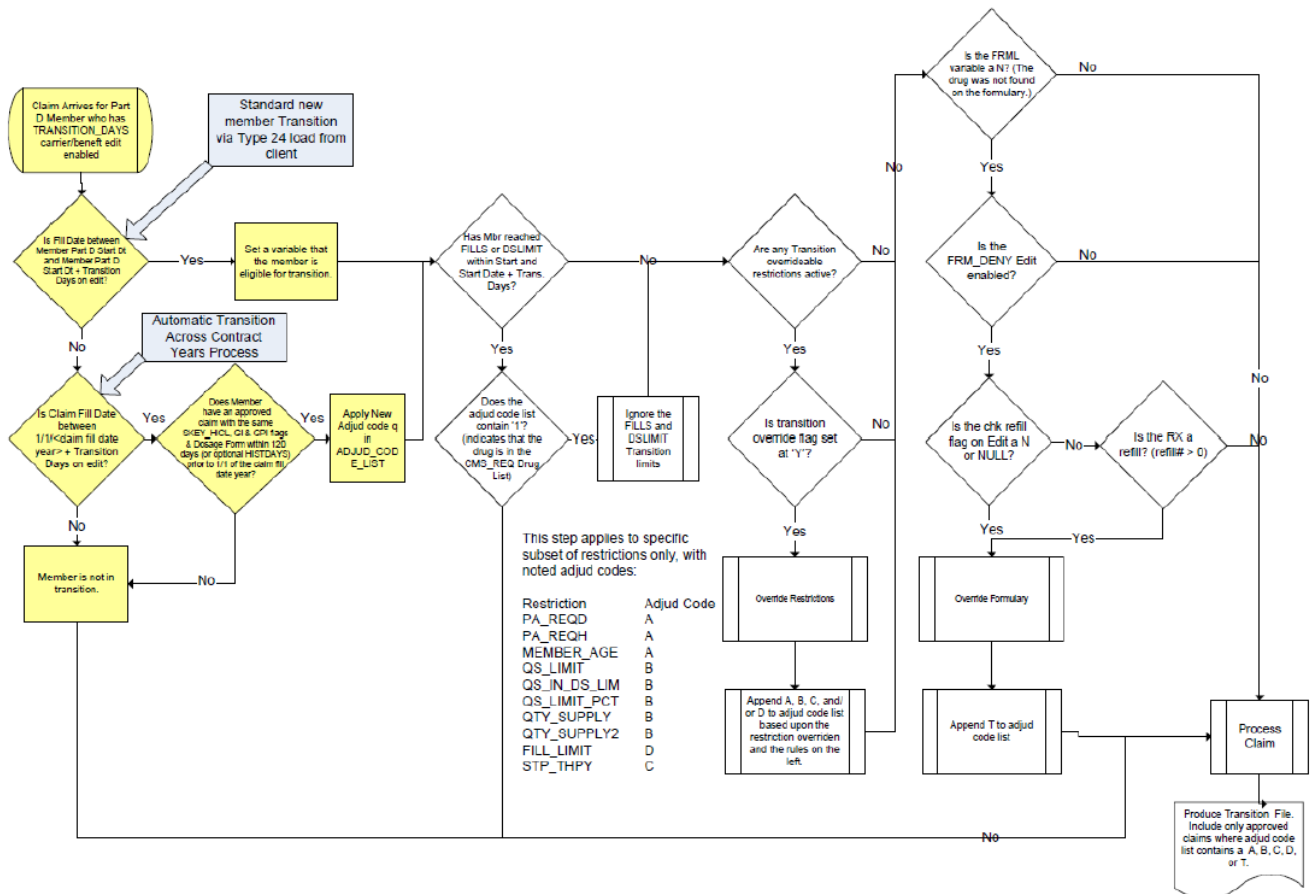 Claim Arrives for Part
D Member who has
TRANSITION_DAYS
carrier/beneft edit
enabled
Standard new
member Transition
via Type 24 load from
client
Is Fill Date between
Member Part D Start Dt
and Member Part D
Start Dt + Transition
Days on edit?
Yes
Set a variable that
the member is
eligible for transition.
No
Automatic Transition
Across Contract
Years Process
Is Claim Fill Date
between
1/1/<claim fill date
year> + Transition
Days on edit?
Yes
Does Member
have an approved
claim with the same
SKEY_HICL, GI & GPI flags
& Dosage Form within 120
days (or optional HISTDAYS)
prior to 1/1 of the claim fill
date year?
Yes
Apply New
Adjud code q
in
ADJUD_COD
E_LIST
No
No
Member is not in
transition.
Has Mbr reached
FILLS or DSLIMIT
within Start and
Start Date + Trans.
Days?
No
Yes
Does the
adjud code list
contain '1'?
(indicates that the
drug is in the
CMS_REQ Drug
List)
Yes
Ignore the
FILLS and
DSLIMIT
Transition
limits
No
Are any Transition
overrideable
restrictions active?
No
Yes
Is transition
override flag set
at 'Y'?
No
Yes
Override Restrictions
Append A, B, C, and/
or D to adjud code list
based upon the
restriction overriden
and the rules on the
left.
This step applies to specific
subset of restrictions only, with
noted adjud codes:
Restriction Adjud Code
PA_REQD A
PA_REQH A
MEMBER_AGE A
QS_LIMIT B
QS_IN_DS_LIM B
QS_LIMIT_PCT B
QTY_SUPPLY B
QTY_SUPPLY2 B
FILL_LIMIT D
STP_THPY C
No
Is the FRML
variable a N? (The
drug was not found
on the formulary.)
No
Yes
Is the
FRM_DENY Edit
enabled?
No
Yes
Is the chk refill
flag on Edit a N
or NULL?
No
Is the RX a
refill? (refill# > 0)
No
No
Yes
Yes
Override Formulary
Append T to adjud
code list
Process
Claim
Produce Transition File.
Include only approved
claims where adjud code
list contains a A, B, C, D,
or T.